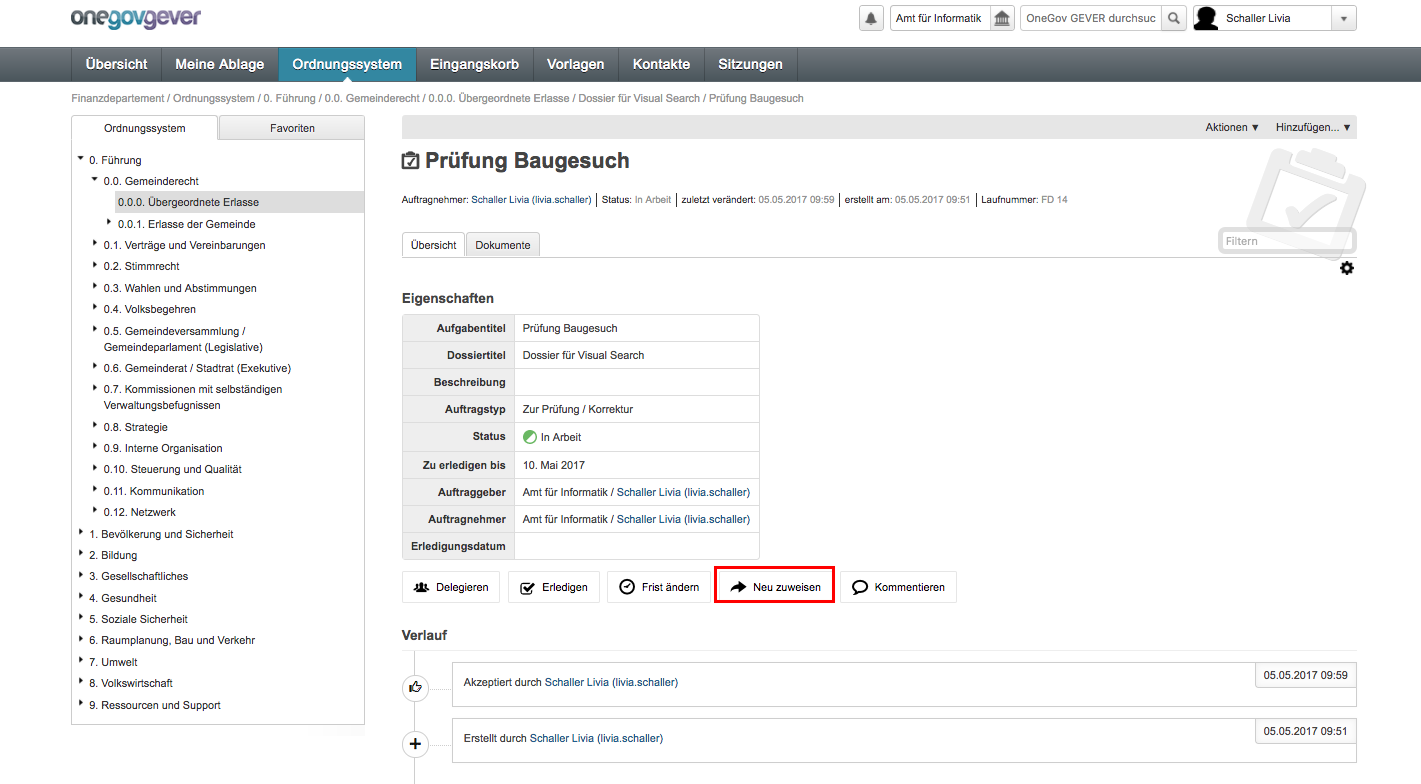 onegovgever
Amt für Informatik
OneGov GEVER durchsuc
Schaller Livia
Übersicht Meine Ablage Ordnungssystem Eingangskorb Vorlagen Kontakte Sitzungen
Finanzdepartement / Ordnungssystem / 0. Führung / 0.0. Gemeinderecht / 0.0.0. Übergeordnete Erlasse / Dossier für Visual Search / Prüfung Baugesuch
Ordnungssystem Favoriten
0. Führung
0.0. Gemeinderecht
0.0.0. Übergeordnete Erlasse
0.0.1. Erlasse der Gemeinde
0.1. Verträge und Vereinbarungen
0.2. Stimmrecht
0.3. Wahlen und Abstimmungen
0.4. Volksbegehren
0.5. Gemeindeversammlung /
Gemeindeparlament (Legislative)
0.6. Gemeinderat / Stadtrat (Exekutive)
0.7. Kommissionen mit selbständigen
Verwaltungsbefugnissen
0.8. Strategie
0.9. Interne Organisation
0.10. Steuerung und Qualität
0.11. Kommunikation
0.12. Netzwerk
1. Bevölkerung und Sicherheit
2. Bildung
3. Gesellschaftliches
4. Gesundheit
5. Soziale Sicherheit
6. Raumplanung, Bau und Verkehr
7. Umwelt
8. Volkswirtschaft
9. Ressourcen und Support
Aktionen ▼ Hinzufügen... ▼
Prüfung Baugesuch
Auftragnehmer: Schaller Livia (livia.schaller) | Status: In Arbeit | zuletzt verändert: 05.05.2017 09:59 | erstellt am: 05.05.2017 09:51 | Laufnummer: FD 14
Übersicht Dokumente
Filtern
Eigenschaften
Aufgabentitel Prüfung Baugesuch
Dossiertitel Dossier für Visual Search
Beschreibung
Auftragstyp Zur Prüfung / Korrektur
Status In Arbeit
Zu erledigen bis 10. Mai 2017
Auftraggeber Amt für Informatik / Schaller Livia (livia.schaller)
Auftragnehmer Amt für Informatik / Schaller Livia (livia.schaller)
Erledigungsdatum
Delegieren Erledigen Frist ändern Neu zuweisen Kommentieren
Verlauf
Akzeptiert durch Schaller Livia (livia.schaller) 05.05.2017 09:59
Erstellt durch Schaller Livia (livia.schaller) 05.05.2017 09:51